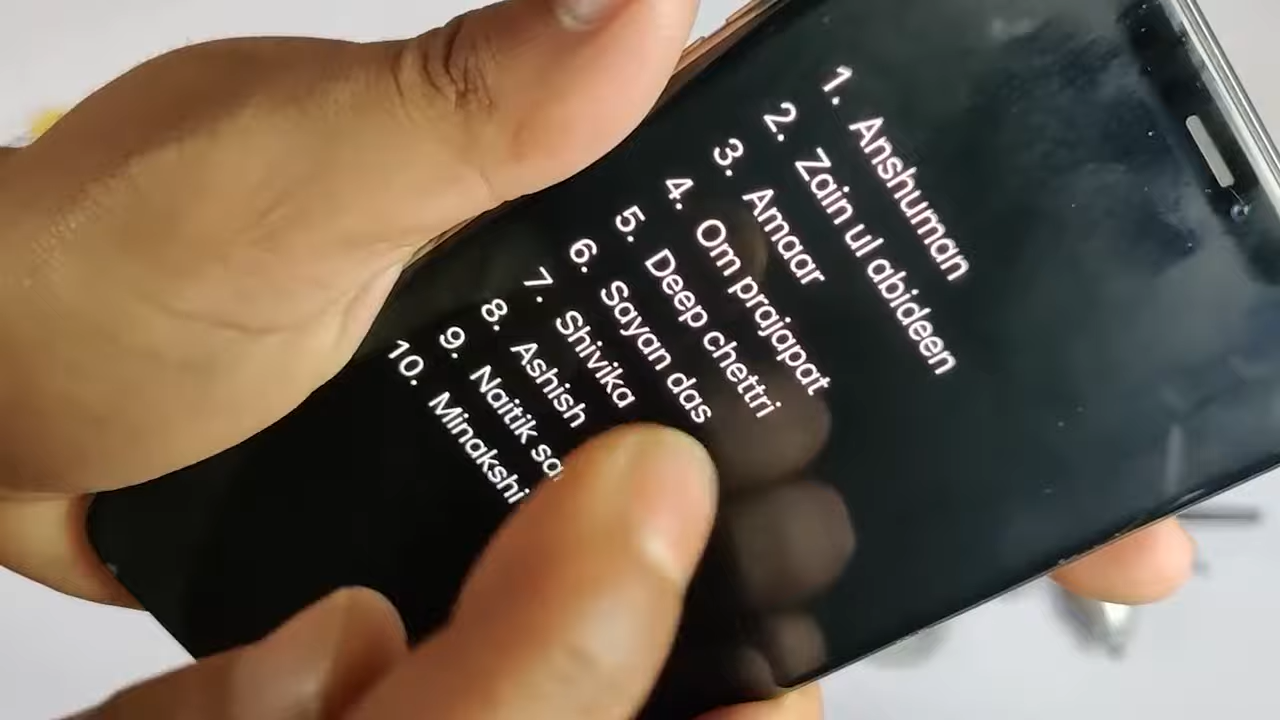 1. Anshuman
2. Zain ul abideen
3. Amaar
4. Om prajapat
5. Deep chettri
6. Sayan das
7. Shivika
8. Ashish
9. Naitik
10. Minakshi